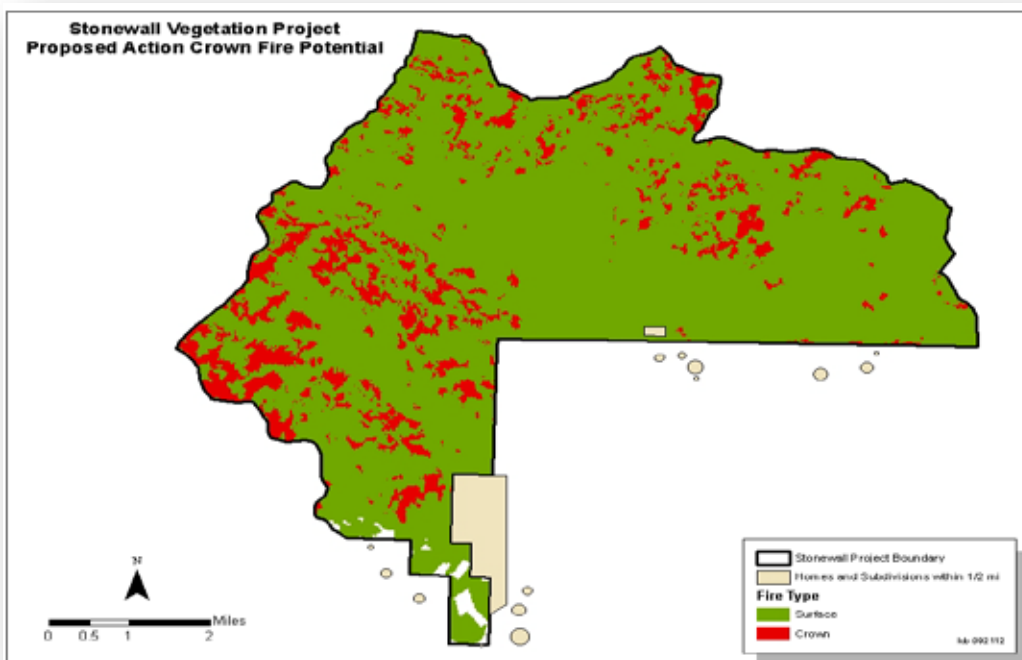 Stonewall Vegetation Project
Proposed Action Crown Fire Potential
N
Miles
0 0.5 1 2
Stonewall Project Boundary
Homes and Subdivisions within 1/2 mi
Fire Type
Surface
Crown
092112